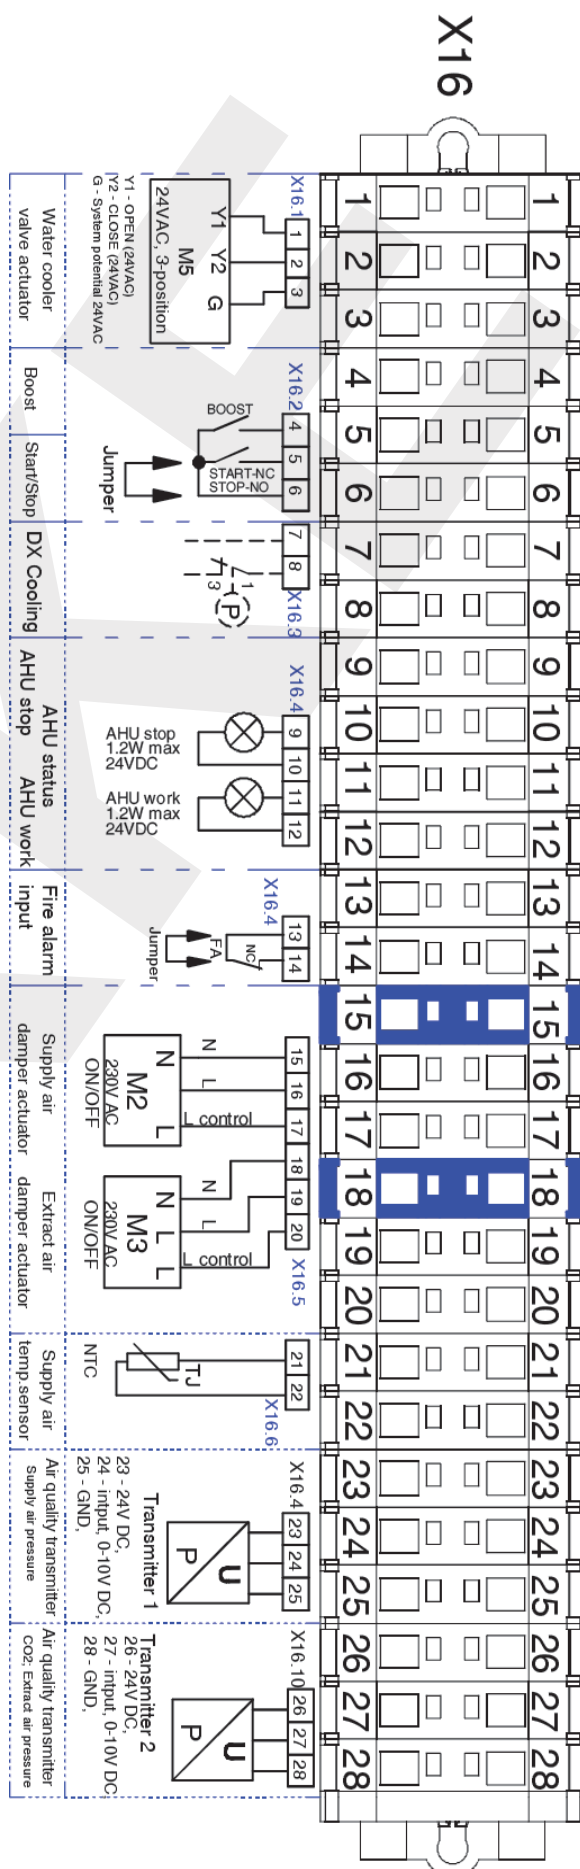 X16
1 1
2 2
3 3
4 4
5 5
6 6
7 7
8 8
9 9
10 10
11 11
12 12
13 13
14 14
15 15
16 16
17 17
18 18
19 19
20 20
21 21
22 22
23 23
24 24
25 25
26 26
27 27
28 28
X16.1
1 2 3
Y1 Y2 G
M5
24VAC, 3-position
Y1 - OPEN (24VAC)
Y2 - CLOSE (24VAC)
G - System potential 24VAC
Water cooler
valve actuator
X16.2
4 5 6
BOOST
START-NC
STOP-NO
Jumper
Boost
Start/Stop
7 8
X16.3
1
3
P
DX Cooling
X16.4
9 10 11 12
AHU stop
1.2W max
24VDC
AHU work
1.2W max
24VDC
AHU status
AHU stop AHU work
X16.4
13 14
NC
FA
Jumper
Fire alarm
input
15 16 17 18 19 20
X16.5
N L L control
N L
M2
230V AC
ON/OFF
N L L control
N L L
M3
230V AC
ON/OFF
Supply air
damper actuator
Extract air
damper actuator
21 22
X16.6
TJ
NTC
Supply air
temp.sensor
X16.4
23 24 25
U
P
Transmitter 1
23 - 24V DC,
24 - intput, 0-10V DC,
25 - GND,
Air quality transmitter
Supply air pressure
X16.10
26 27 28
U
P
Transmitter 2
26 - 24V DC,
27 - intput, 0-10V DC,
28 - GND,
Air quality transmitter
CO2; Extract air pressure